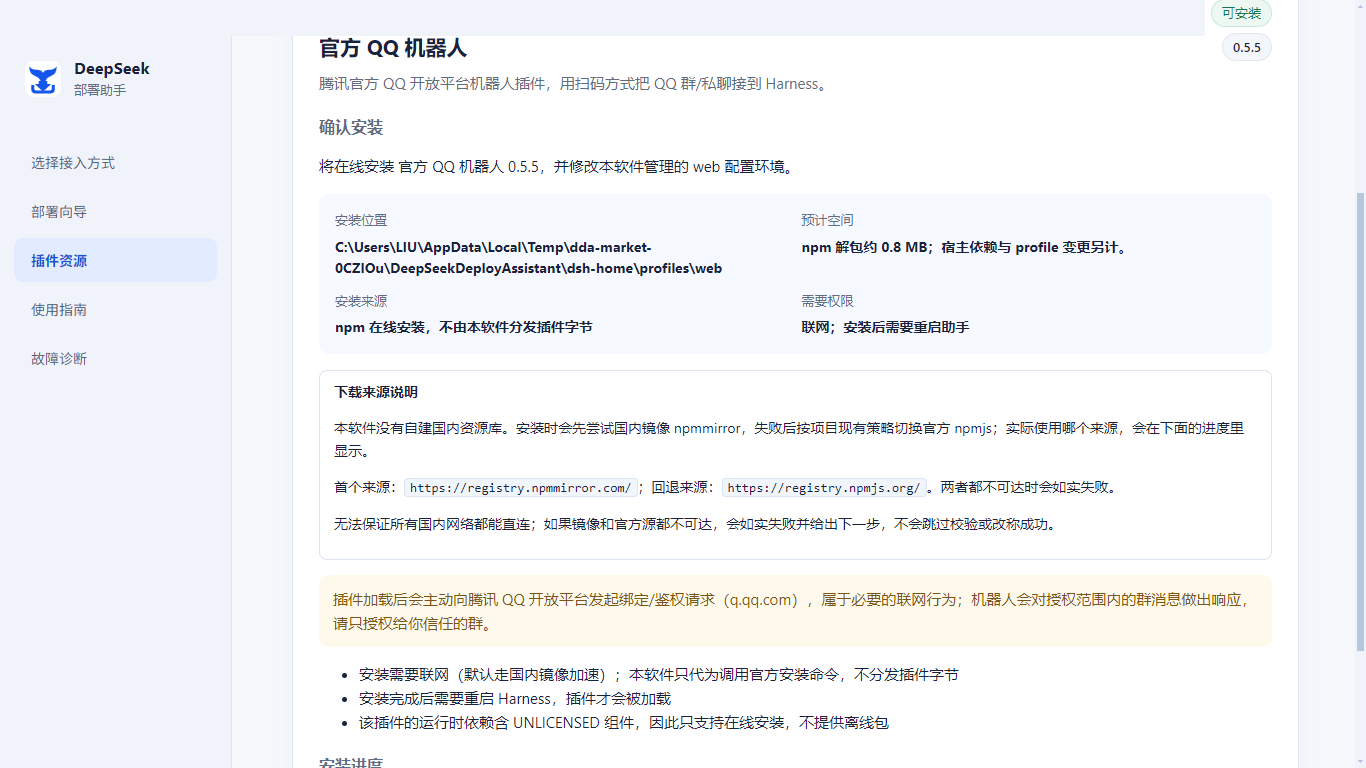 DeepSeek
部署助手
选择接入方式
部署向导
插件资源
使用指南
故障诊断
可安装
官方 QQ 机器人
0.5.5
腾讯官方 QQ 开放平台机器人插件，用扫码方式把 QQ 群/私聊接到 Harness。
确认安装
将在线安装 官方 QQ 机器人 0.5.5，并修改本软件管理的 web 配置环境。
安装位置
C:\Users\LIU\AppData\Local\Temp\dda-market-
0CZIOu\DeepSeekDeployAssistant\dsh-home\profiles\web
预计空间
npm 解包约 0.8 MB；宿主依赖与 profile 变更另计。
安装来源
npm 在线安装，不由本软件分发插件字节
需要权限
联网；安装后需要重启助手
下载来源说明
本软件没有自建国内资源库。安装时会先尝试国内镜像 npmmirror，失败后按项目现有策略切换官方 npmjs；实际使用哪个来源，会在下面的进度里
显示。
首个来源： https://registry.npmmirror.com/ ；回退来源： https://registry.npmjs.org/ 。两者都不可达时会如实失败。
无法保证所有国内网络都能直连；如果镜像和官方源都不可达，会如实失败并给出下一步，不会跳过校验或改称成功。
插件加载后会主动向腾讯 QQ 开放平台发起绑定/鉴权请求（q.qq.com），属于必要的联网行为；机器人会对授权范围内的群消息做出响应，
请只授权给你信任的群。
• 安装需要联网（默认走国内镜像加速）；本软件只代为调用官方安装命令，不分发插件字节
• 安装完成后需要重启 Harness，插件才会被加载
• 该插件的运行时依赖含 UNLICENSED 组件，因此只支持在线安装，不提供离线包
安装进度